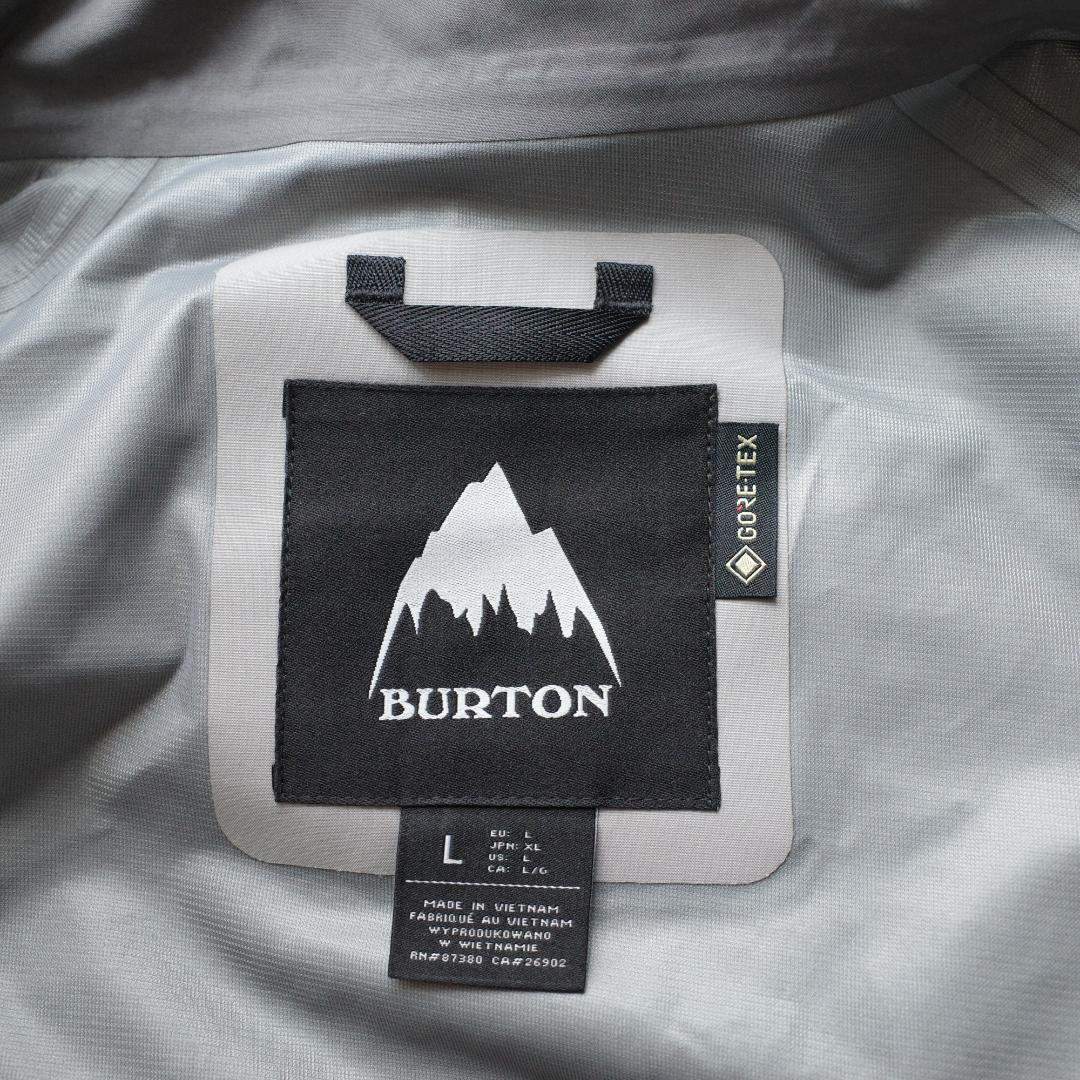 BURTON
GORE-TEX
L
EU: L
JPN: XL
US: L
CA: L/G
MADE IN VIETNAM
FABRIQUÉ AU VIETNAM
WYPRODUKOWANO
W WIETNAMIE
RN#87380 CA#26902